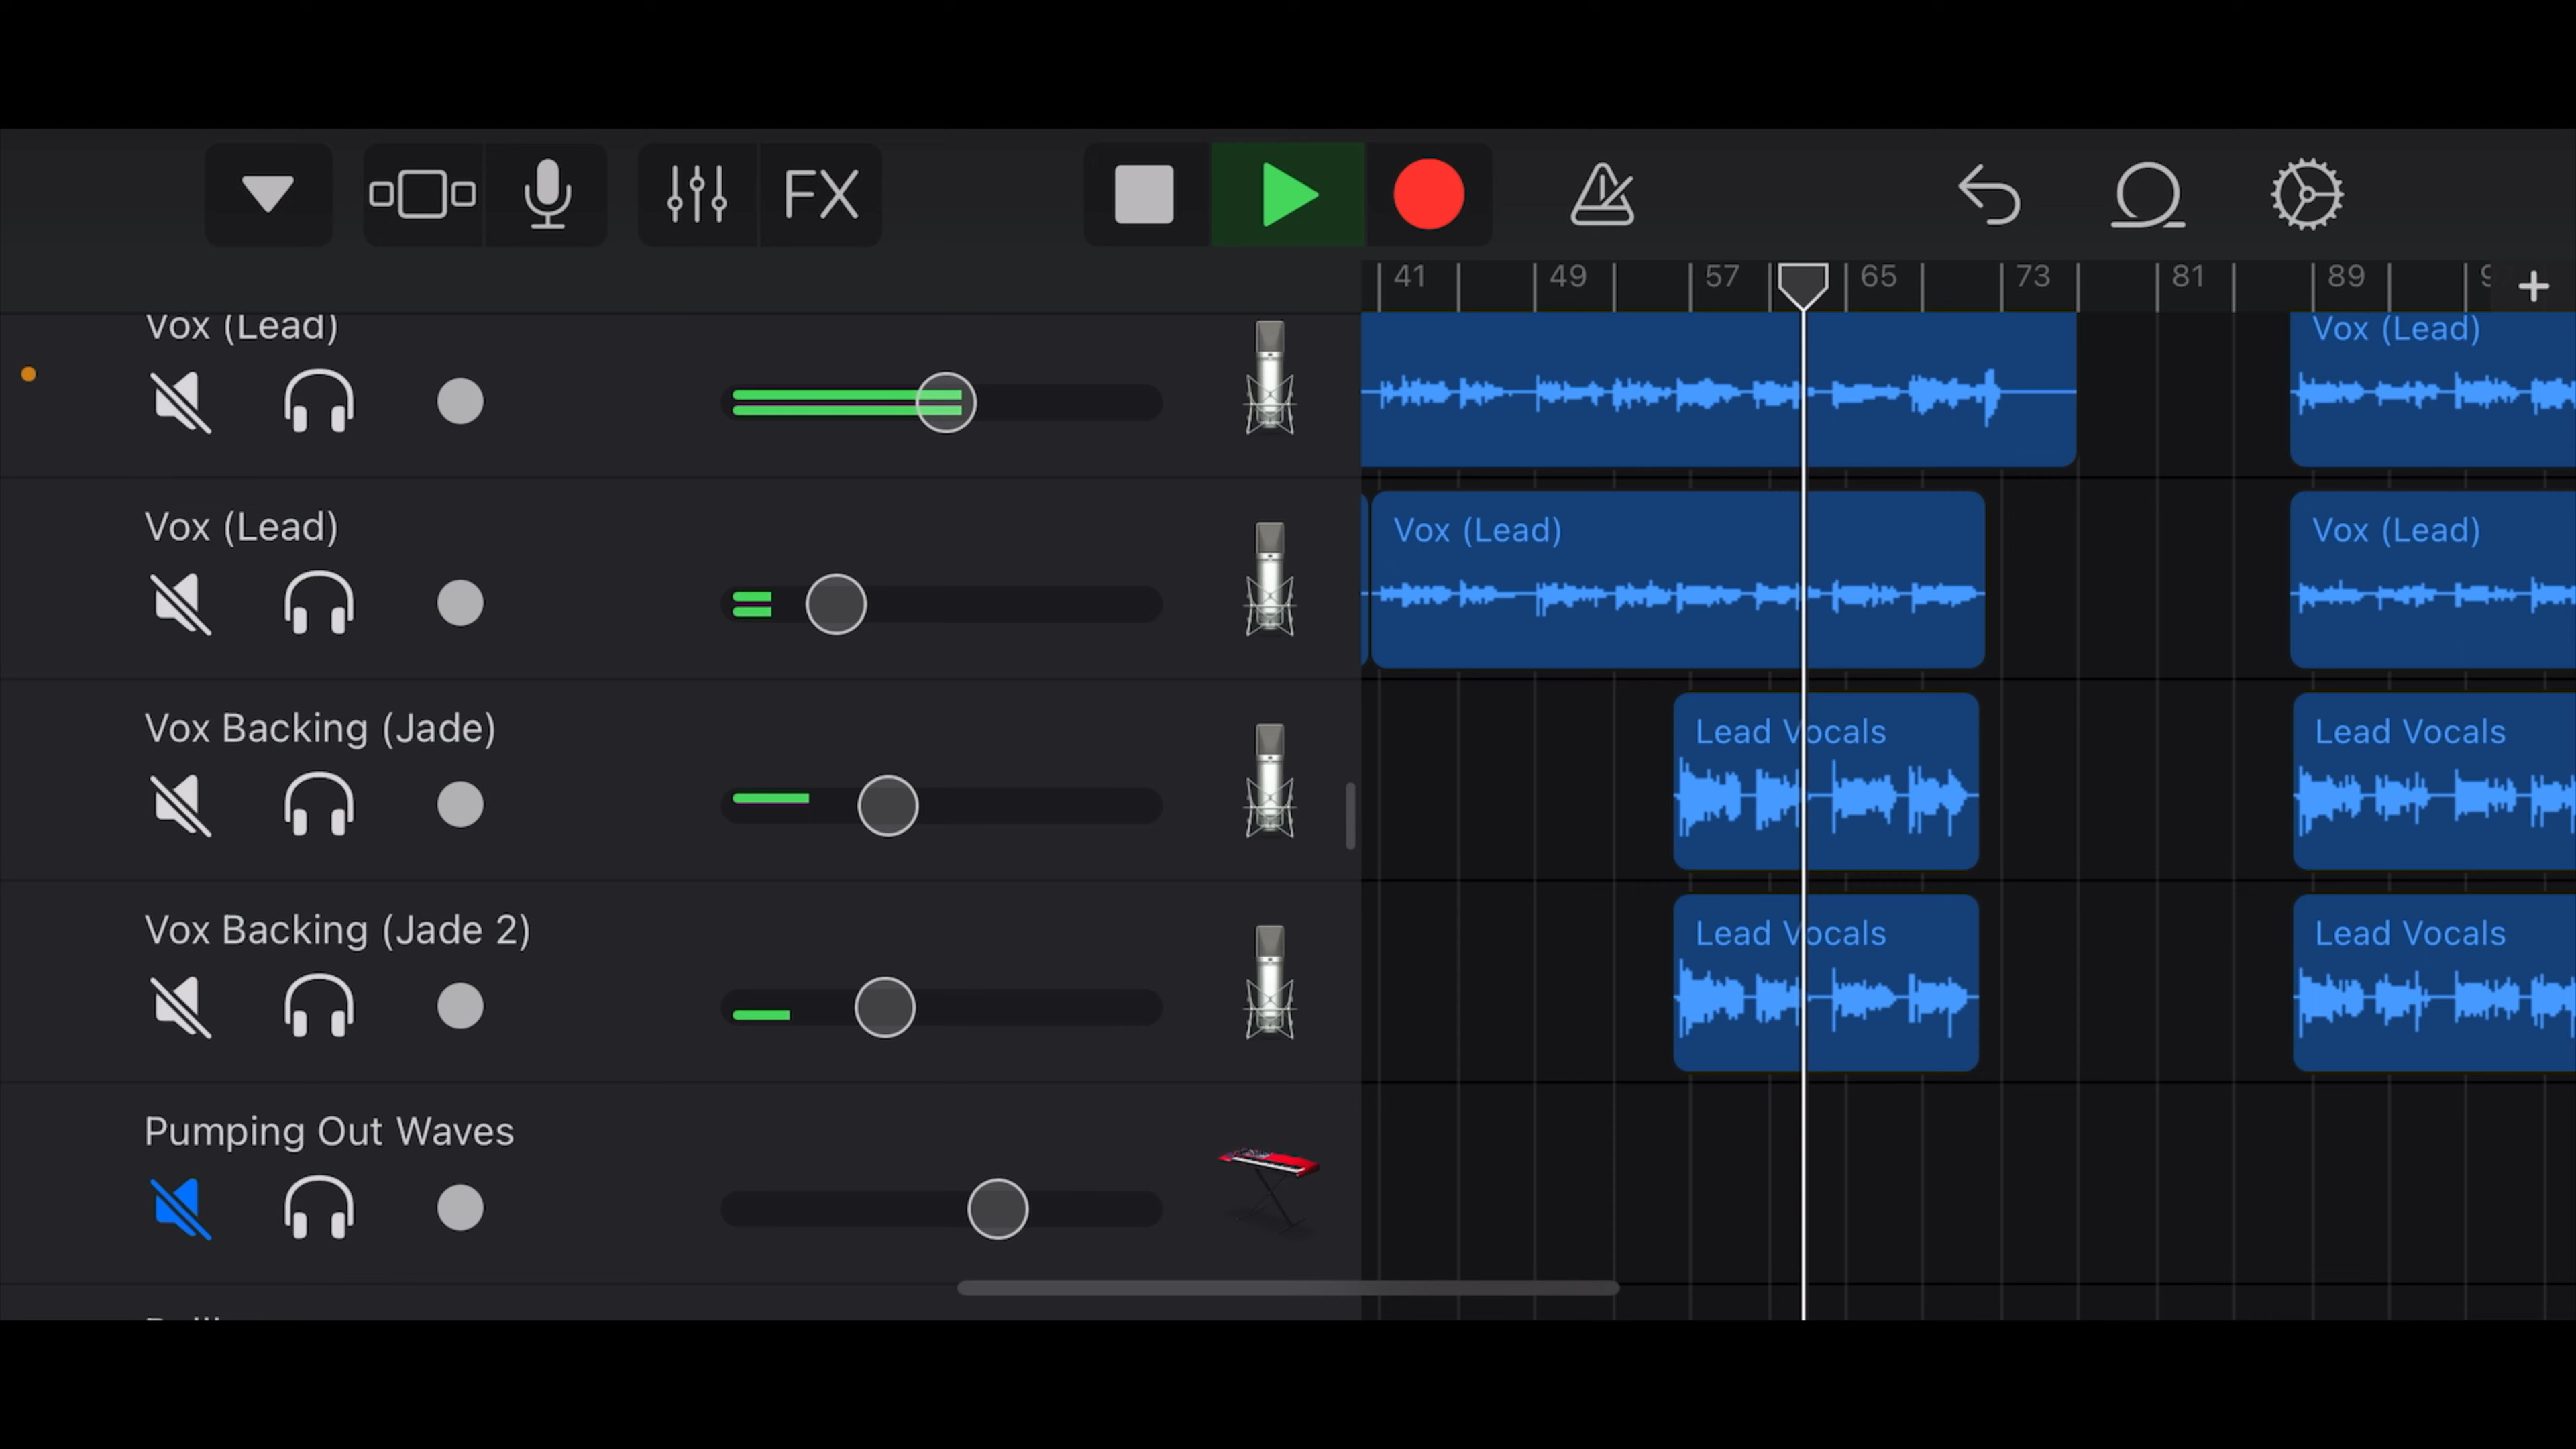 FX
41 49 57 65 73 81 89
Vox (Lead)
Vox (Lead)
Vox (Lead)
Vox (Lead)
Vox (Lead)
Vox Backing (Jade)
Lead Vocals
Lead Vocals
Vox Backing (Jade 2)
Lead Vocals
Lead Vocals
Pumping Out Waves